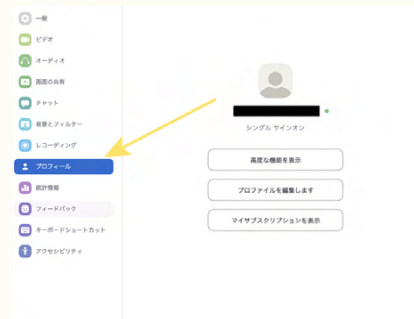 一般
ビデオ
オーディオ
画面の共有
チャット
背景とフィルター
レコーディング
プロフィール
統計情報
フィードバック
キーボードショートカット
アクセシビリティ
シングル サインオン
高度な機能を表示
プロファイルを編集します
マイサブスクリプションを表示